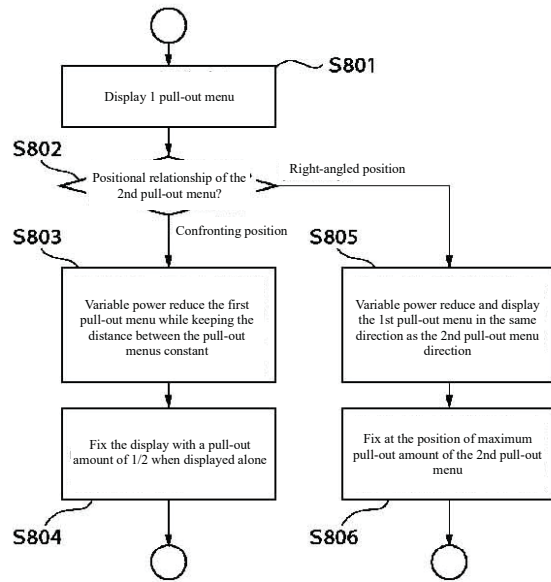 S801
Display 1 pull-out menu
S802
Positional relationship of the
2nd pull-out menu?
Right-angled position
Confronting position
S803
Variable power reduce the first
pull-out menu while keeping the
distance between the pull-out
menus constant
S805
Variable power reduce and display
the 1st pull-out menu in the same
direction as the 2nd pull-out menu
direction
Fix the display with a pull-out
amount of 1/2 when displayed alone
S804
Fix at the position of maximum
pull-out amount of the 2nd pull-out
menu
S806